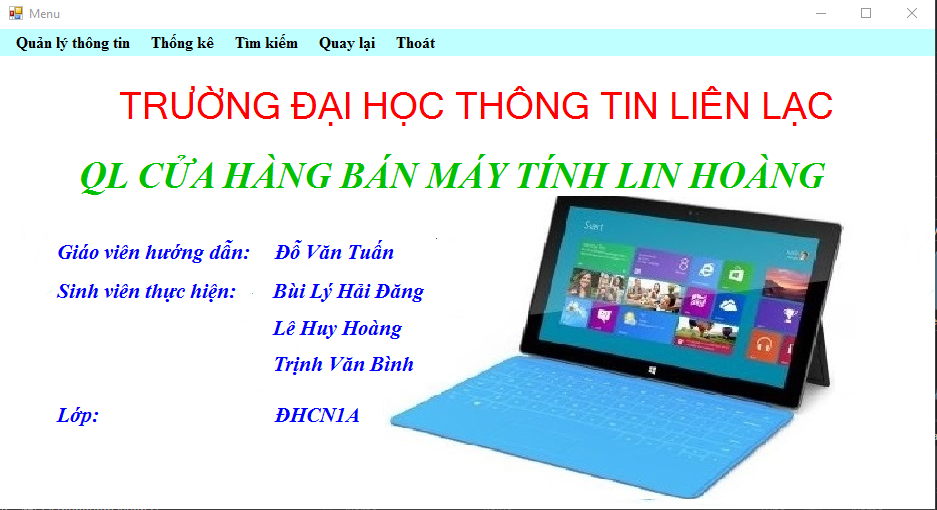 Menu
Quản lý thông tin Thống kê Tìm kiếm Quay lại Thoát
TRƯỜNG ĐẠI HỌC THÔNG TIN LIÊN LẠC
QL CỬA HÀNG BÁN MÁY TÍNH LIN HOÀNG
Start
Giáo viên hướng dẫn: Đỗ Văn Tuấn
Sinh viên thực hiện: Bùi Lý Hải Đăng
Lê Huy Hoàng
Trịnh Văn Bình
Lớp: ĐHCN1A